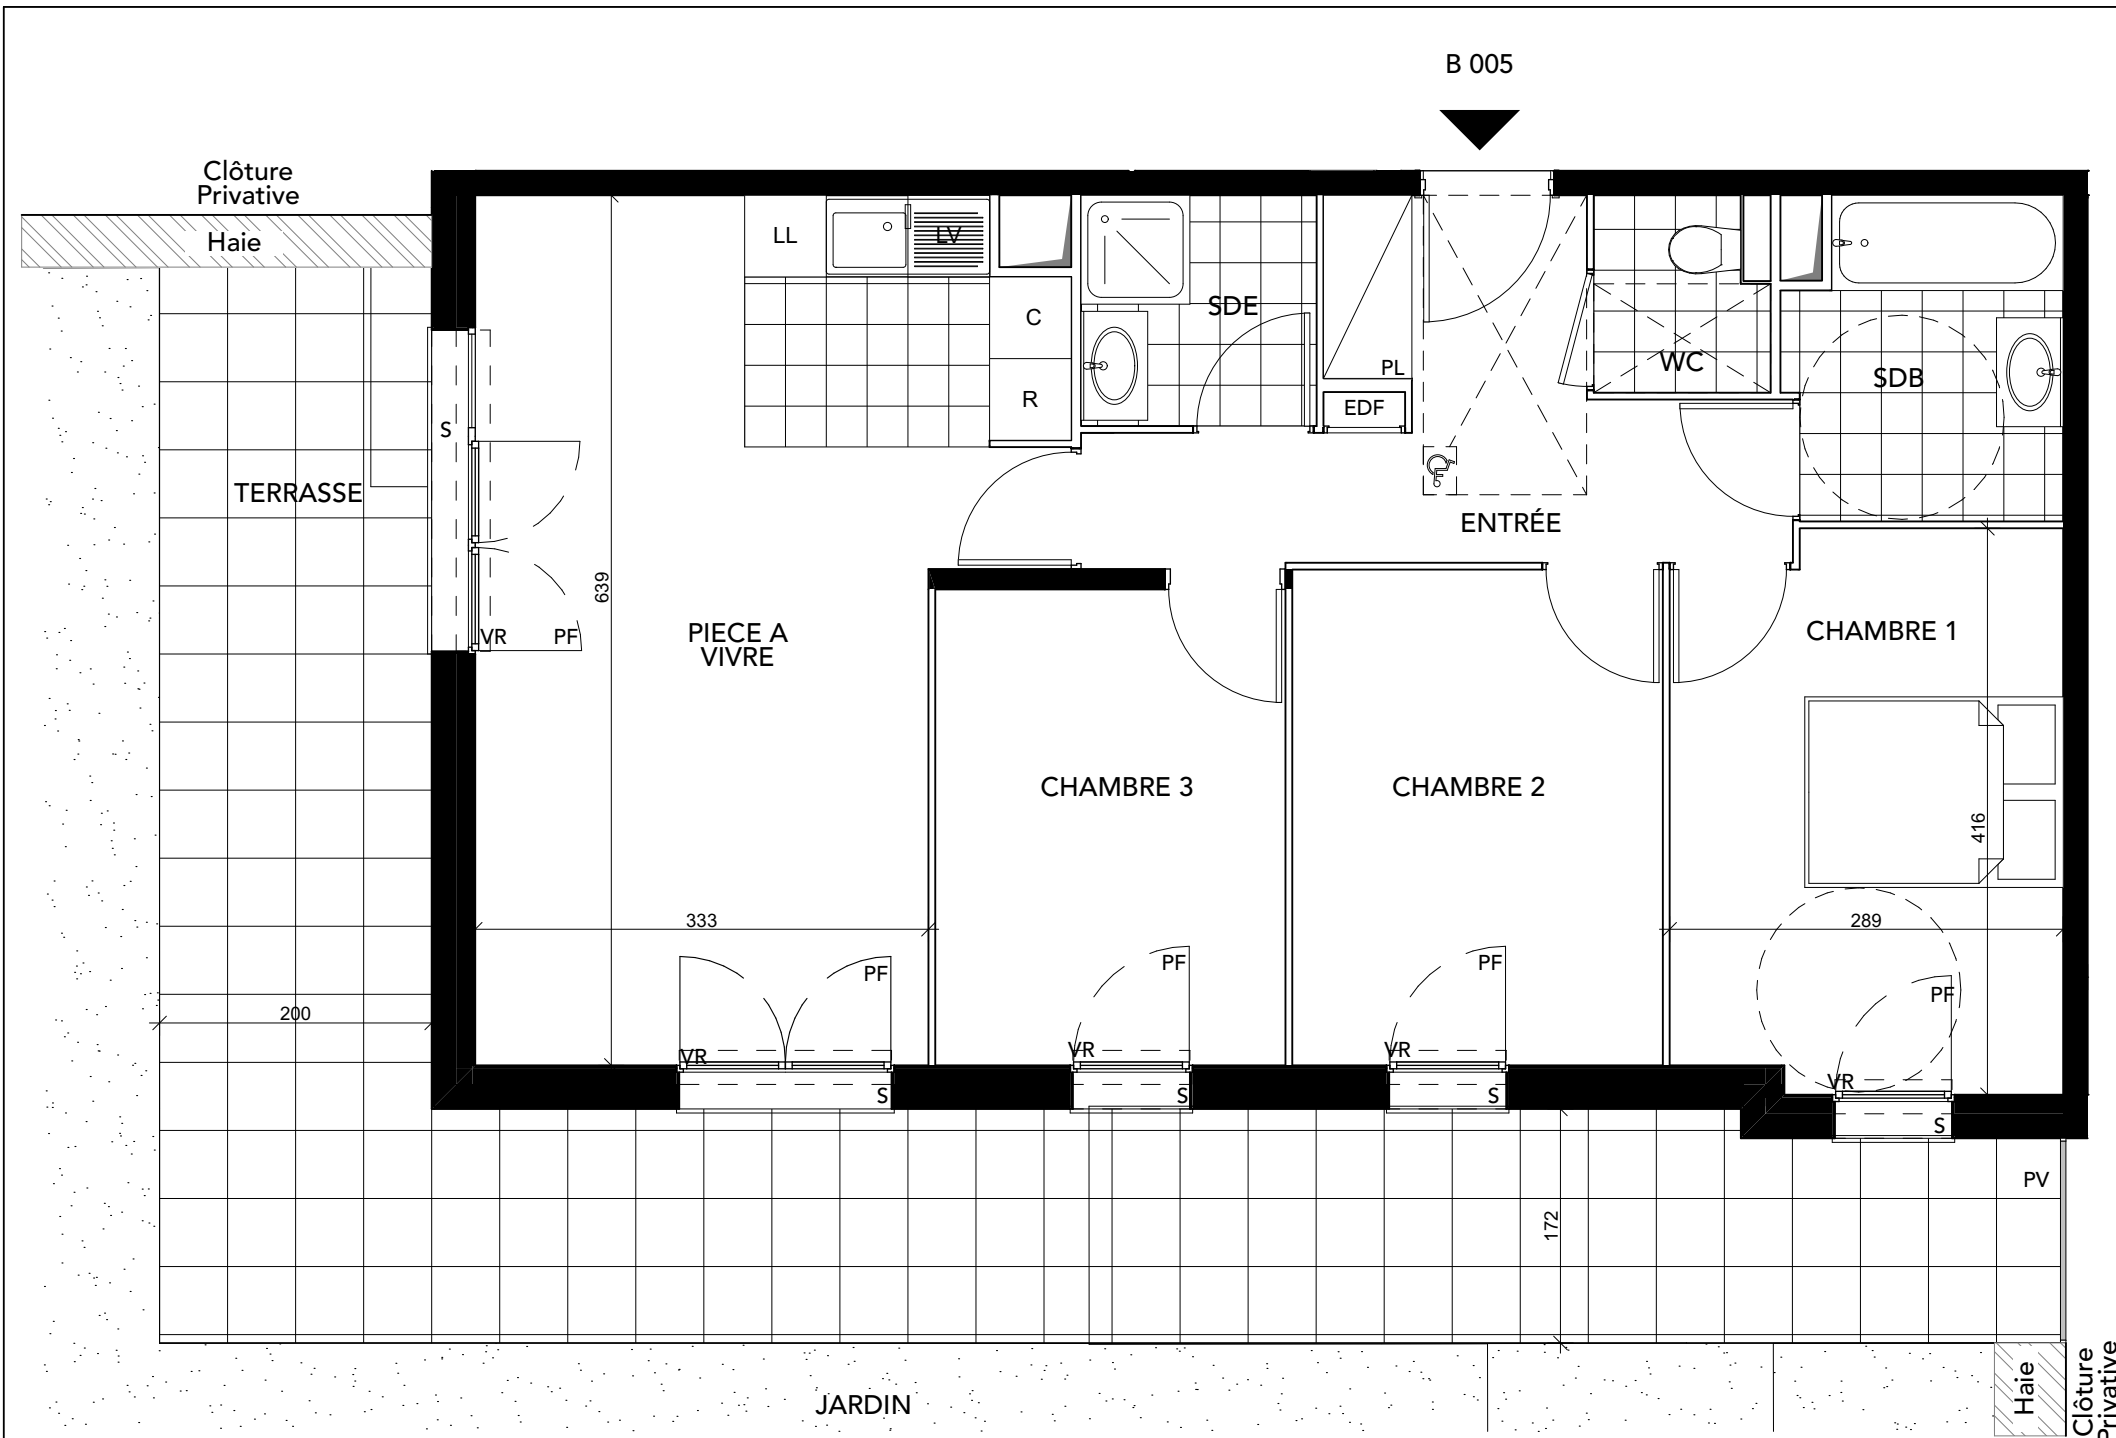 B 005
Clôture
Privative
Haie
LL
LV
C
R
SDE
PL
EDF
WC
SDB
S
TERRASSE
ENTRÉE
639
VR
PF
PIECE A
VIVRE
CHAMBRE 1
CHAMBRE 3
CHAMBRE 2
416
333
289
PF
PF
PF
PF
200
VR
VR
VR
VR
S
S
S
S
PV
172
JARDIN
Haie
Clôture
Privative